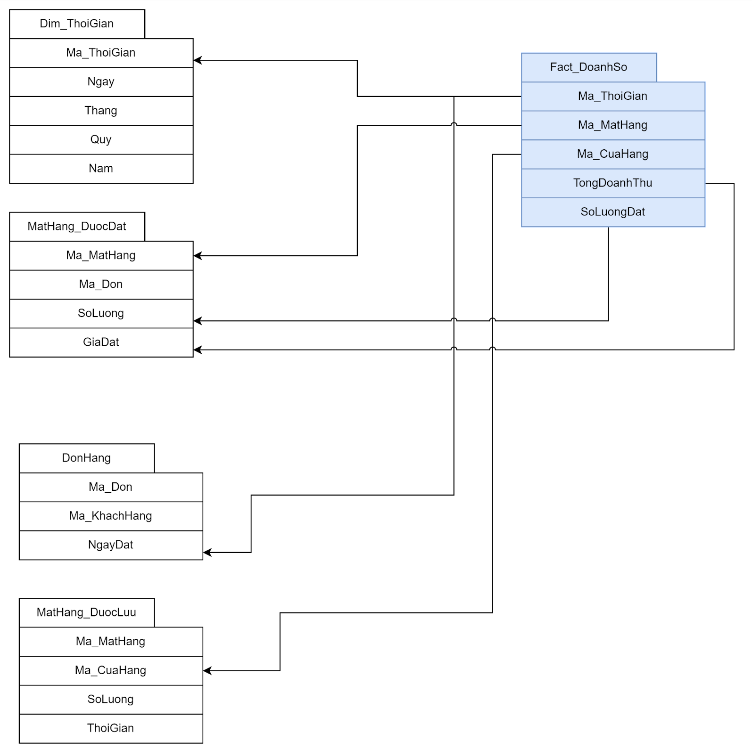 Dim_ThoiGian
Ma_ThoiGian
Ngay
Thang
Quy
Nam
Fact_DoanhSo
Ma_ThoiGian
Ma_MatHang
Ma_CuaHang
TongDoanhThu
SoLuongDat
MatHang_DuocDat
Ma_MatHang
Ma_Don
SoLuong
GiaDat
DonHang
Ma_Don
Ma_KhachHang
NgayDat
MatHang_DuocLuu
Ma_MatHang
Ma_CuaHang
SoLuong
ThoiGian